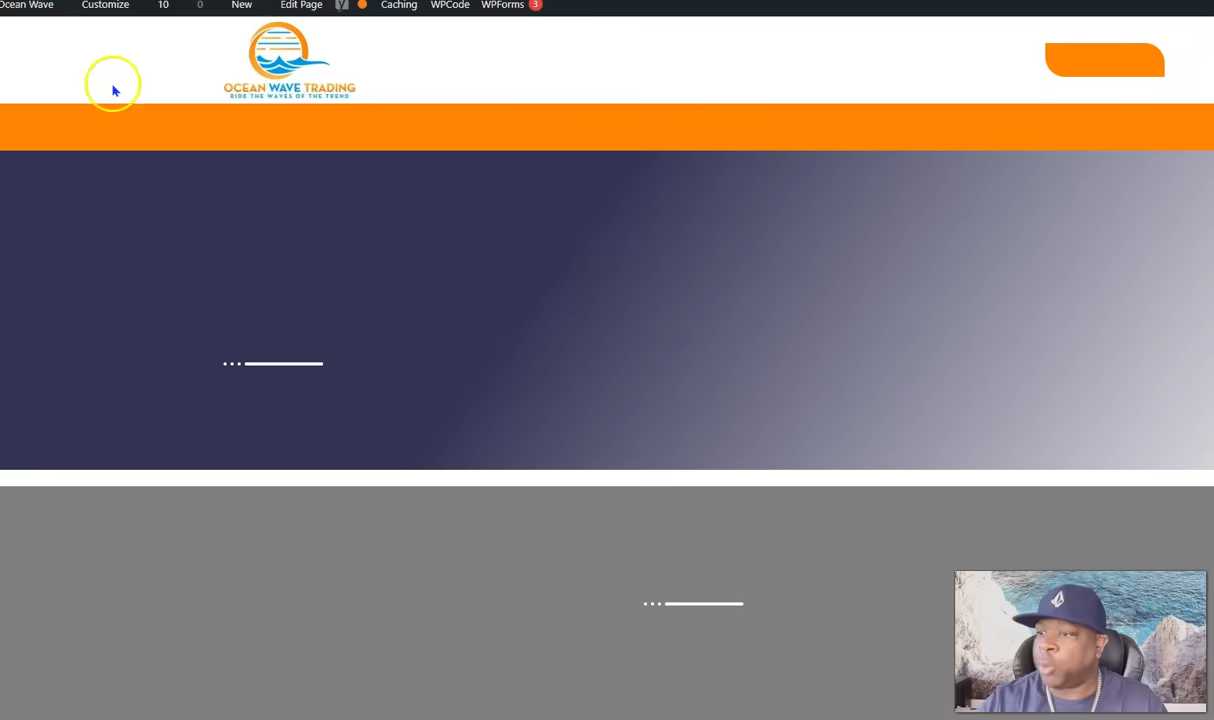 Ocean Wave Customize 10 0 New Edit Page Caching WPCode WPForms 3
OCEAN WAVE TRADING
RIDE THE WAVES OF THE TREND